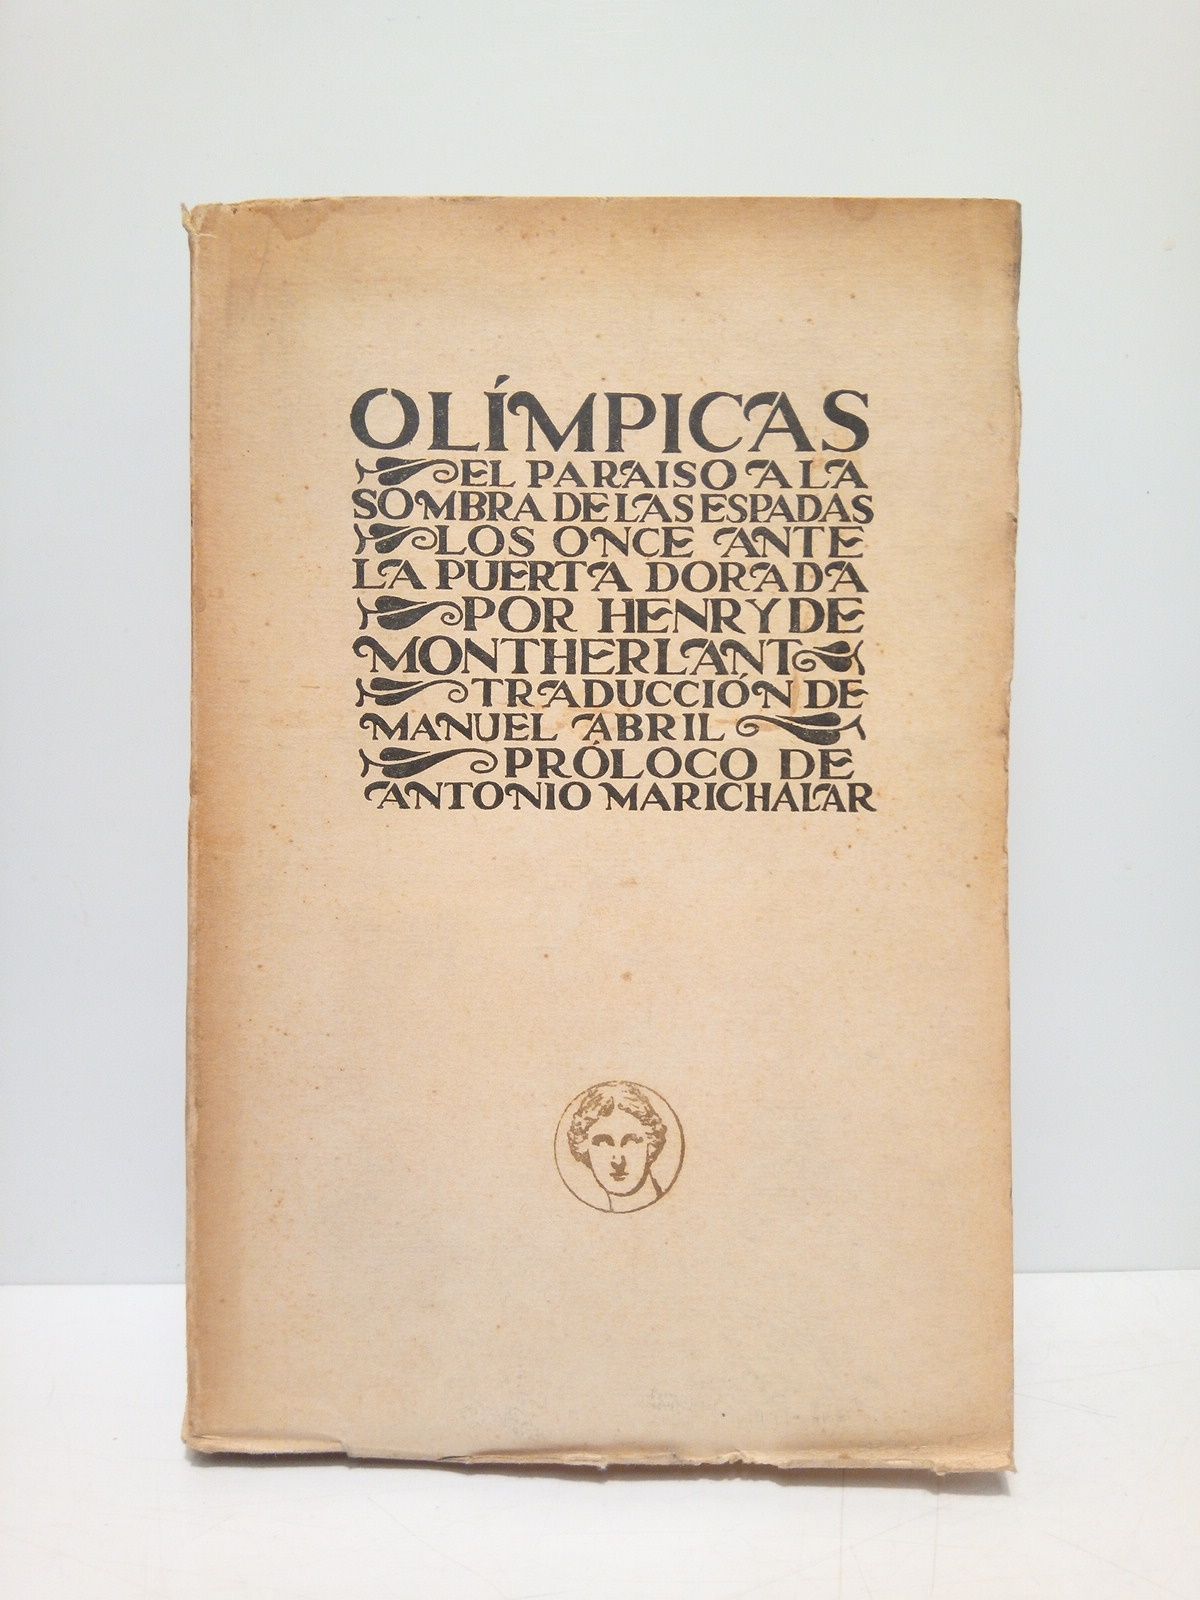 OLÍMPICAS
EL PARAISO A LA
SOMBRA DE LAS ESPADAS
LOS ONCE ANTE
LA PUERTA DORADA
POR HENRY DE
MONTHERLANT
TRADUCCIÓN DE
MANUEL ABRIL
PRÓLOCO DE
ANTONIO MARICHALAR